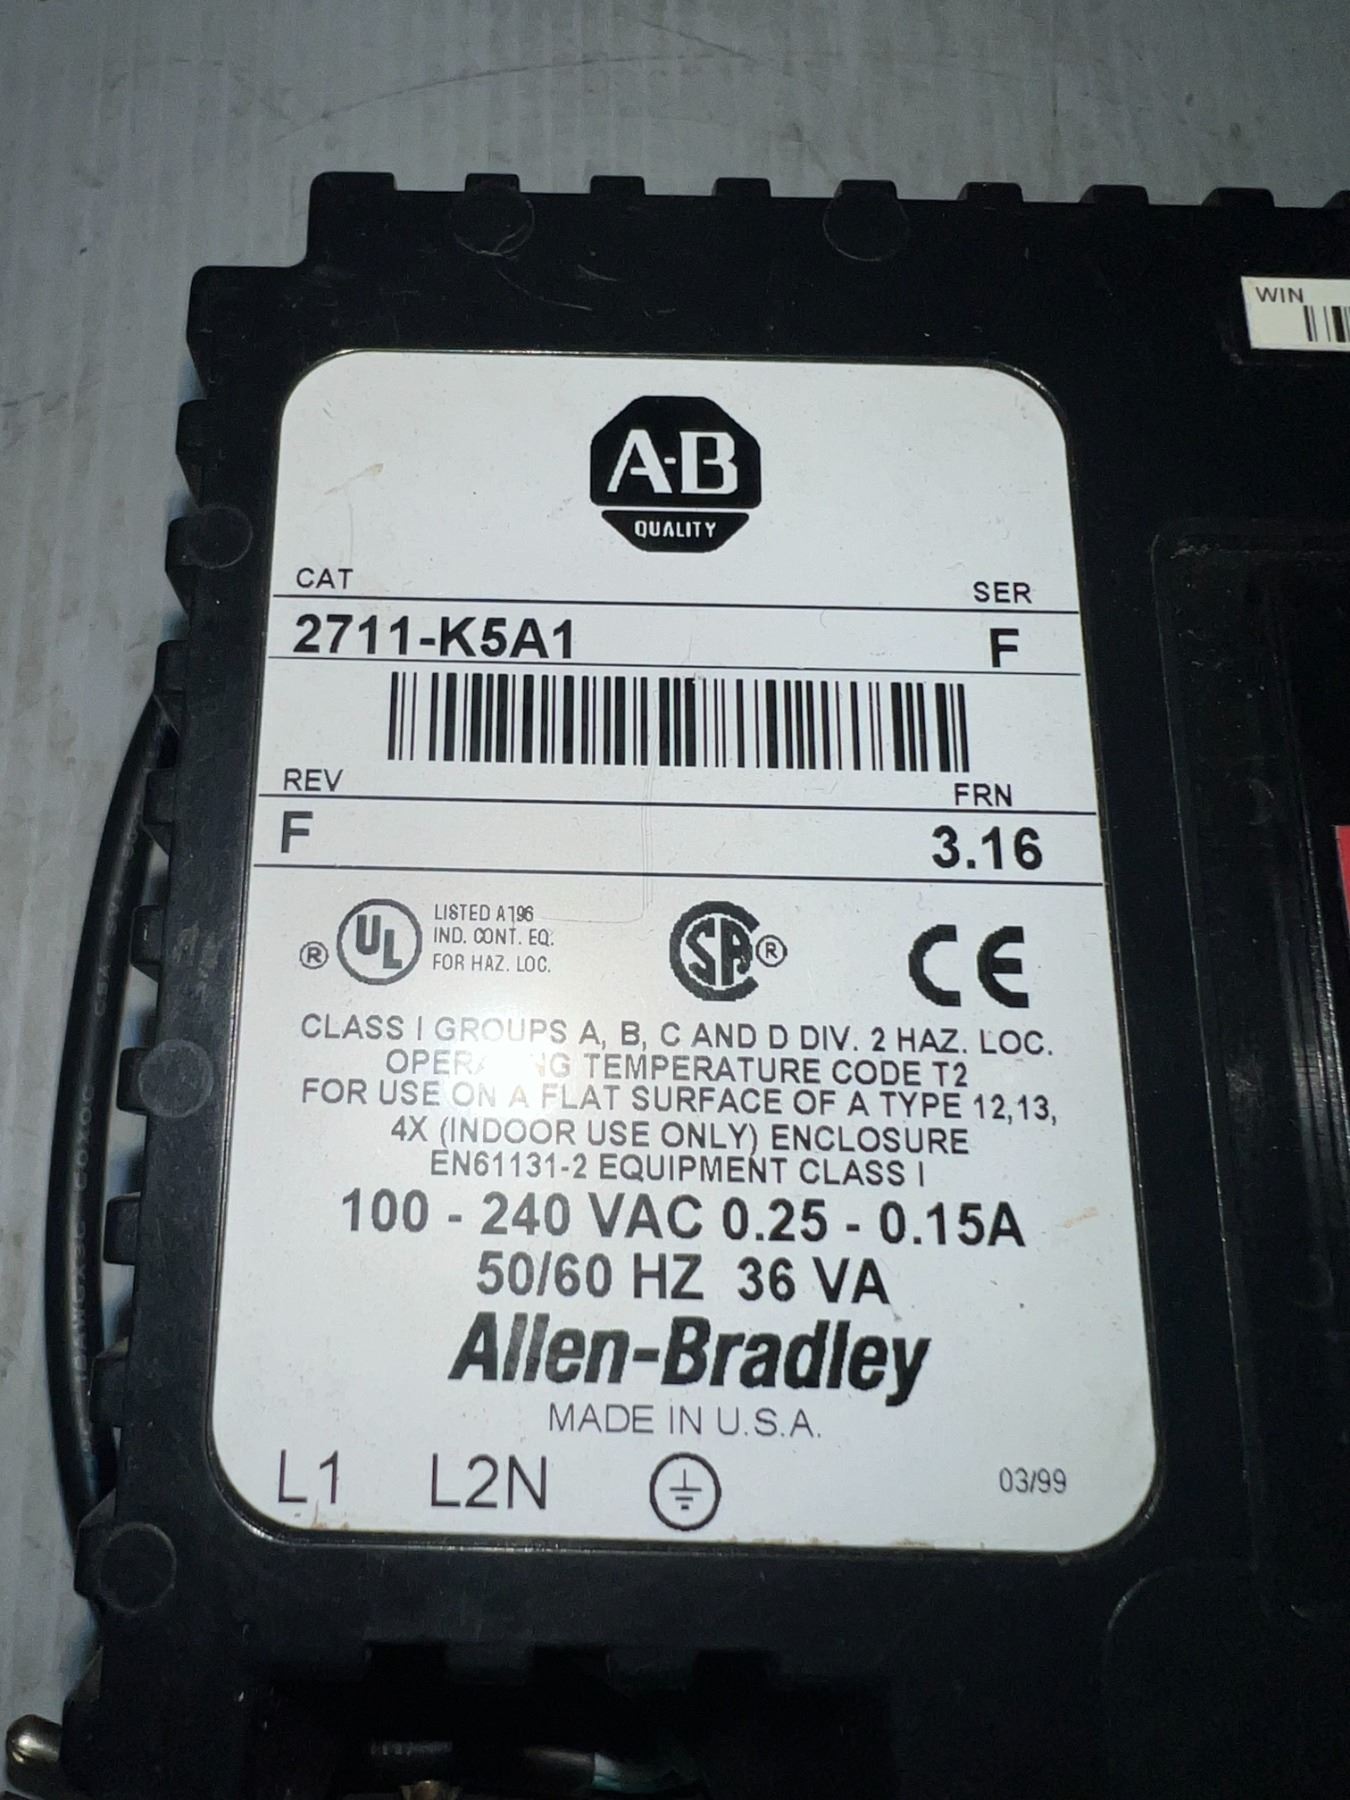 WIN
A-B
QUALITY
CAT
SER
2711-K5A1
F
REV
FRN
F
3.16
® UL
LISTED A196
IND. CONT. EQ.
FOR HAZ. LOC.
SA ®
CE
CLASS I GROUPS A, B, C AND D DIV. 2 HAZ. LOC.
TEMPERATURE CODE T2
FOR USE ON A FLAT SURFACE OF A TYPE 12,13,
4X (INDOOR USE ONLY) ENCLOSURE
EN61131-2 EQUIPMENT CLASS I
100 - 240 VAC 0.25 - 0.15A
50/60 HZ 36 VA
Allen-Bradley
MADE IN U.S.A.
L1 L2N
03/99